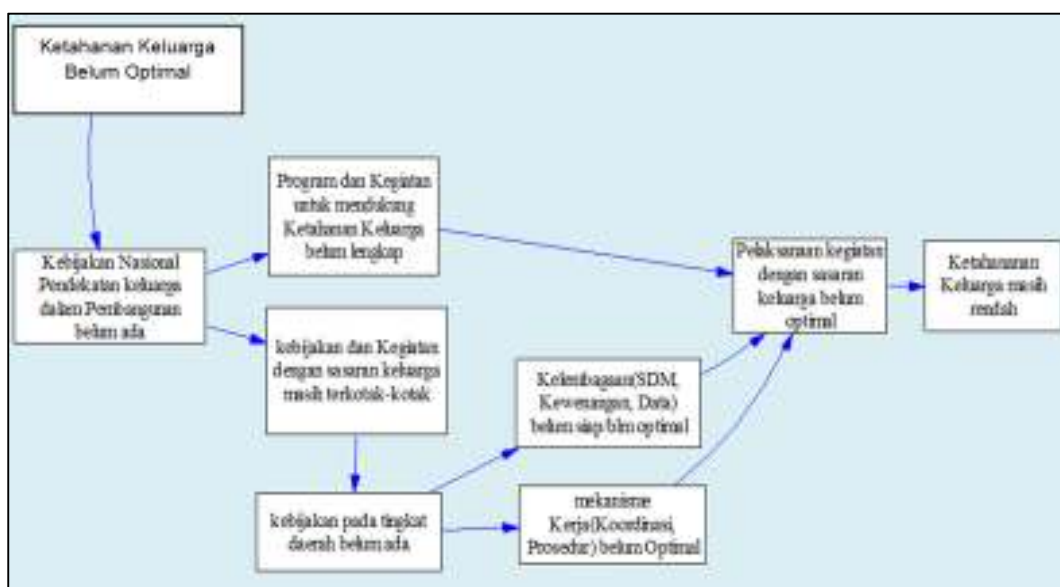 Ketahanan Keluarga
Belum Optimal
Kebijakan Nasional
Pendekatan keluarga
dalam Pembangunan
belum ada
Program dan Kegiatan
untuk mendukung
Ketahanan Keluarga
belum lengkap
kebijakan dan Kegiatan
dengan sasaran keluarga
masih terkotak-kotak
kebijakan pada tingkat
daerah belum ada
Kelembagaan(SDM,
Kewenangan, Data)
belum siap/blm optimal
mekanisme
Kerja(Koordinasi,
Prosedur) belum Optimal
Pelaksanaan kegiatan
dengan sasaran
keluarga belum
optimal
Ketahananan
Keluarga masih
rendah